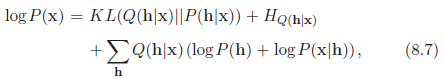 log P(x) = KL(Q(h|x)||P(h|x)) + H_{Q(h|x)}
+ ∑_h Q(h|x) (log P(h) + log P(x|h)), (8.7)